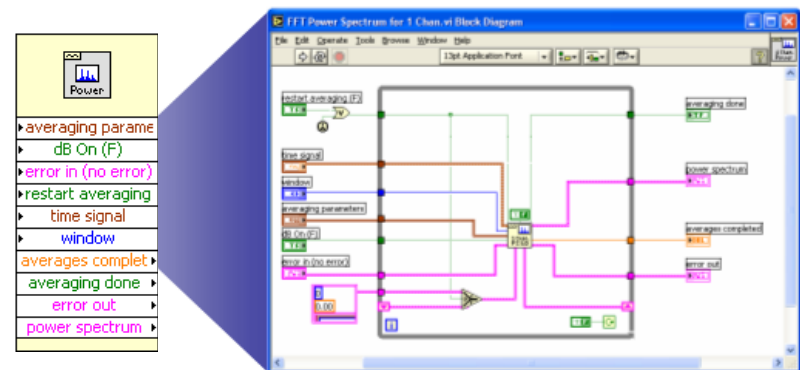 Power
averaging parame
dB On (F)
error in (no error)
restart averaging
time signal
window
averages complet
averaging done
error out
power spectrum
FFT Power Spectrum for 1 Chan.vi Block Diagram
File Edit Operate Tools Browse Window Help
13pt Application Font
restart averaging (F)
time signal
window
averaging parameters
dB On (F)
error in (no error)
0.00
i
averaging done
power spectrum
averages completed
error out